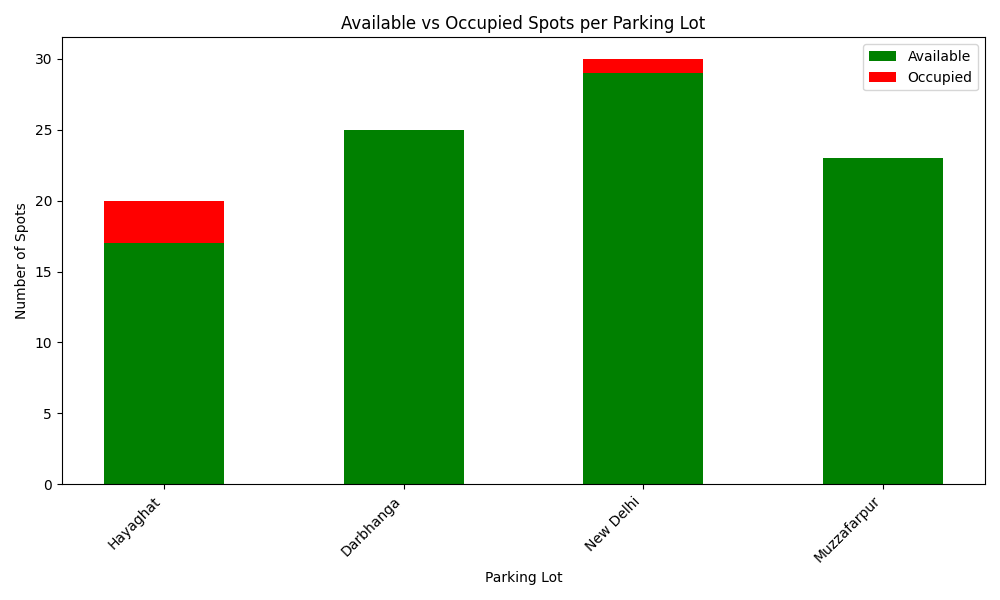 Available vs Occupied Spots per Parking Lot
Available
Occupied
Number of Spots
30
25
20
15
10
5
0
Hayaghat
Darbhanga
New Delhi
Muzzafarpur
Parking Lot